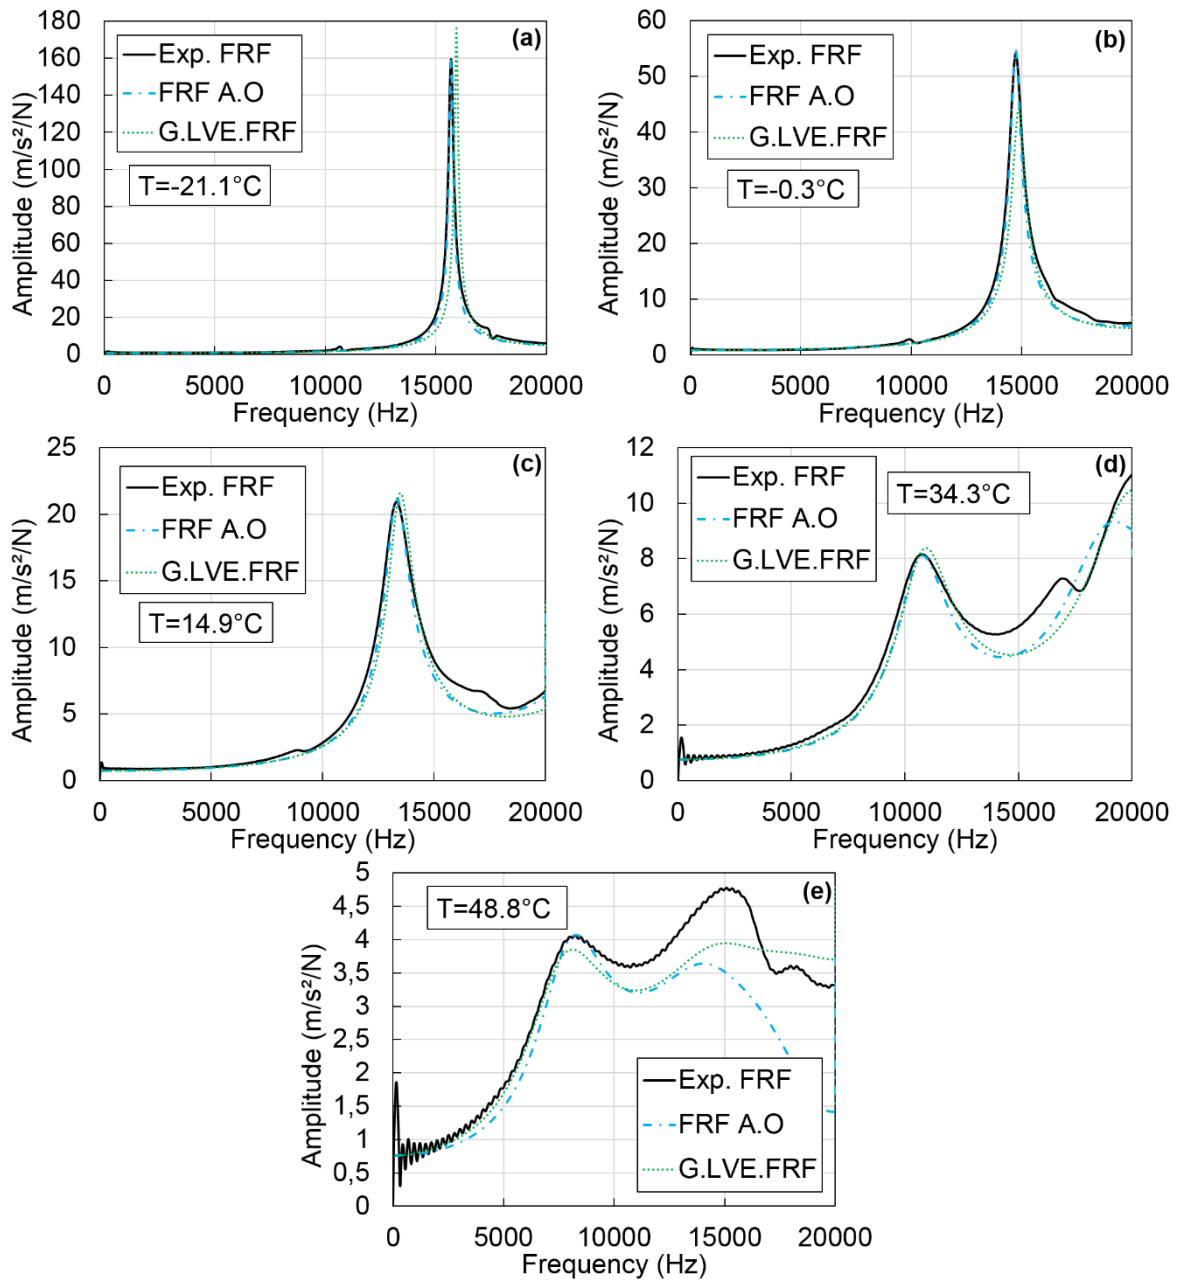 (a)
Exp. FRF
FRF A.O
G.LVE.FRF
T=-21.1°C
Amplitude (m/s²/N)
180
160
140
120
100
80
60
40
20
0
0 5000 10000 15000 20000
Frequency (Hz)
(b)
Exp. FRF
FRF A.O
G.LVE.FRF
T=-0.3°C
Amplitude (m/s²/N)
60
50
40
30
20
10
0
0 5000 10000 15000 20000
Frequency (Hz)
(c)
Exp. FRF
FRF A.O
G.LVE.FRF
T=14.9°C
Amplitude (m/s²/N)
25
20
15
10
5
0
0 5000 10000 15000 20000
Frequency (Hz)
(d)
Exp. FRF
FRF A.O
G.LVE.FRF
T=34.3°C
Amplitude (m/s²/N)
12
10
8
6
4
2
0
0 5000 10000 15000 20000
Frequency (Hz)
(e)
T=48.8°C
Exp. FRF
FRF A.O
G.LVE.FRF
Amplitude (m/s²/N)
5
4,5
4
3,5
3
2,5
2
1,5
1
0,5
0
0 5000 10000 15000 20000
Frequency (Hz)